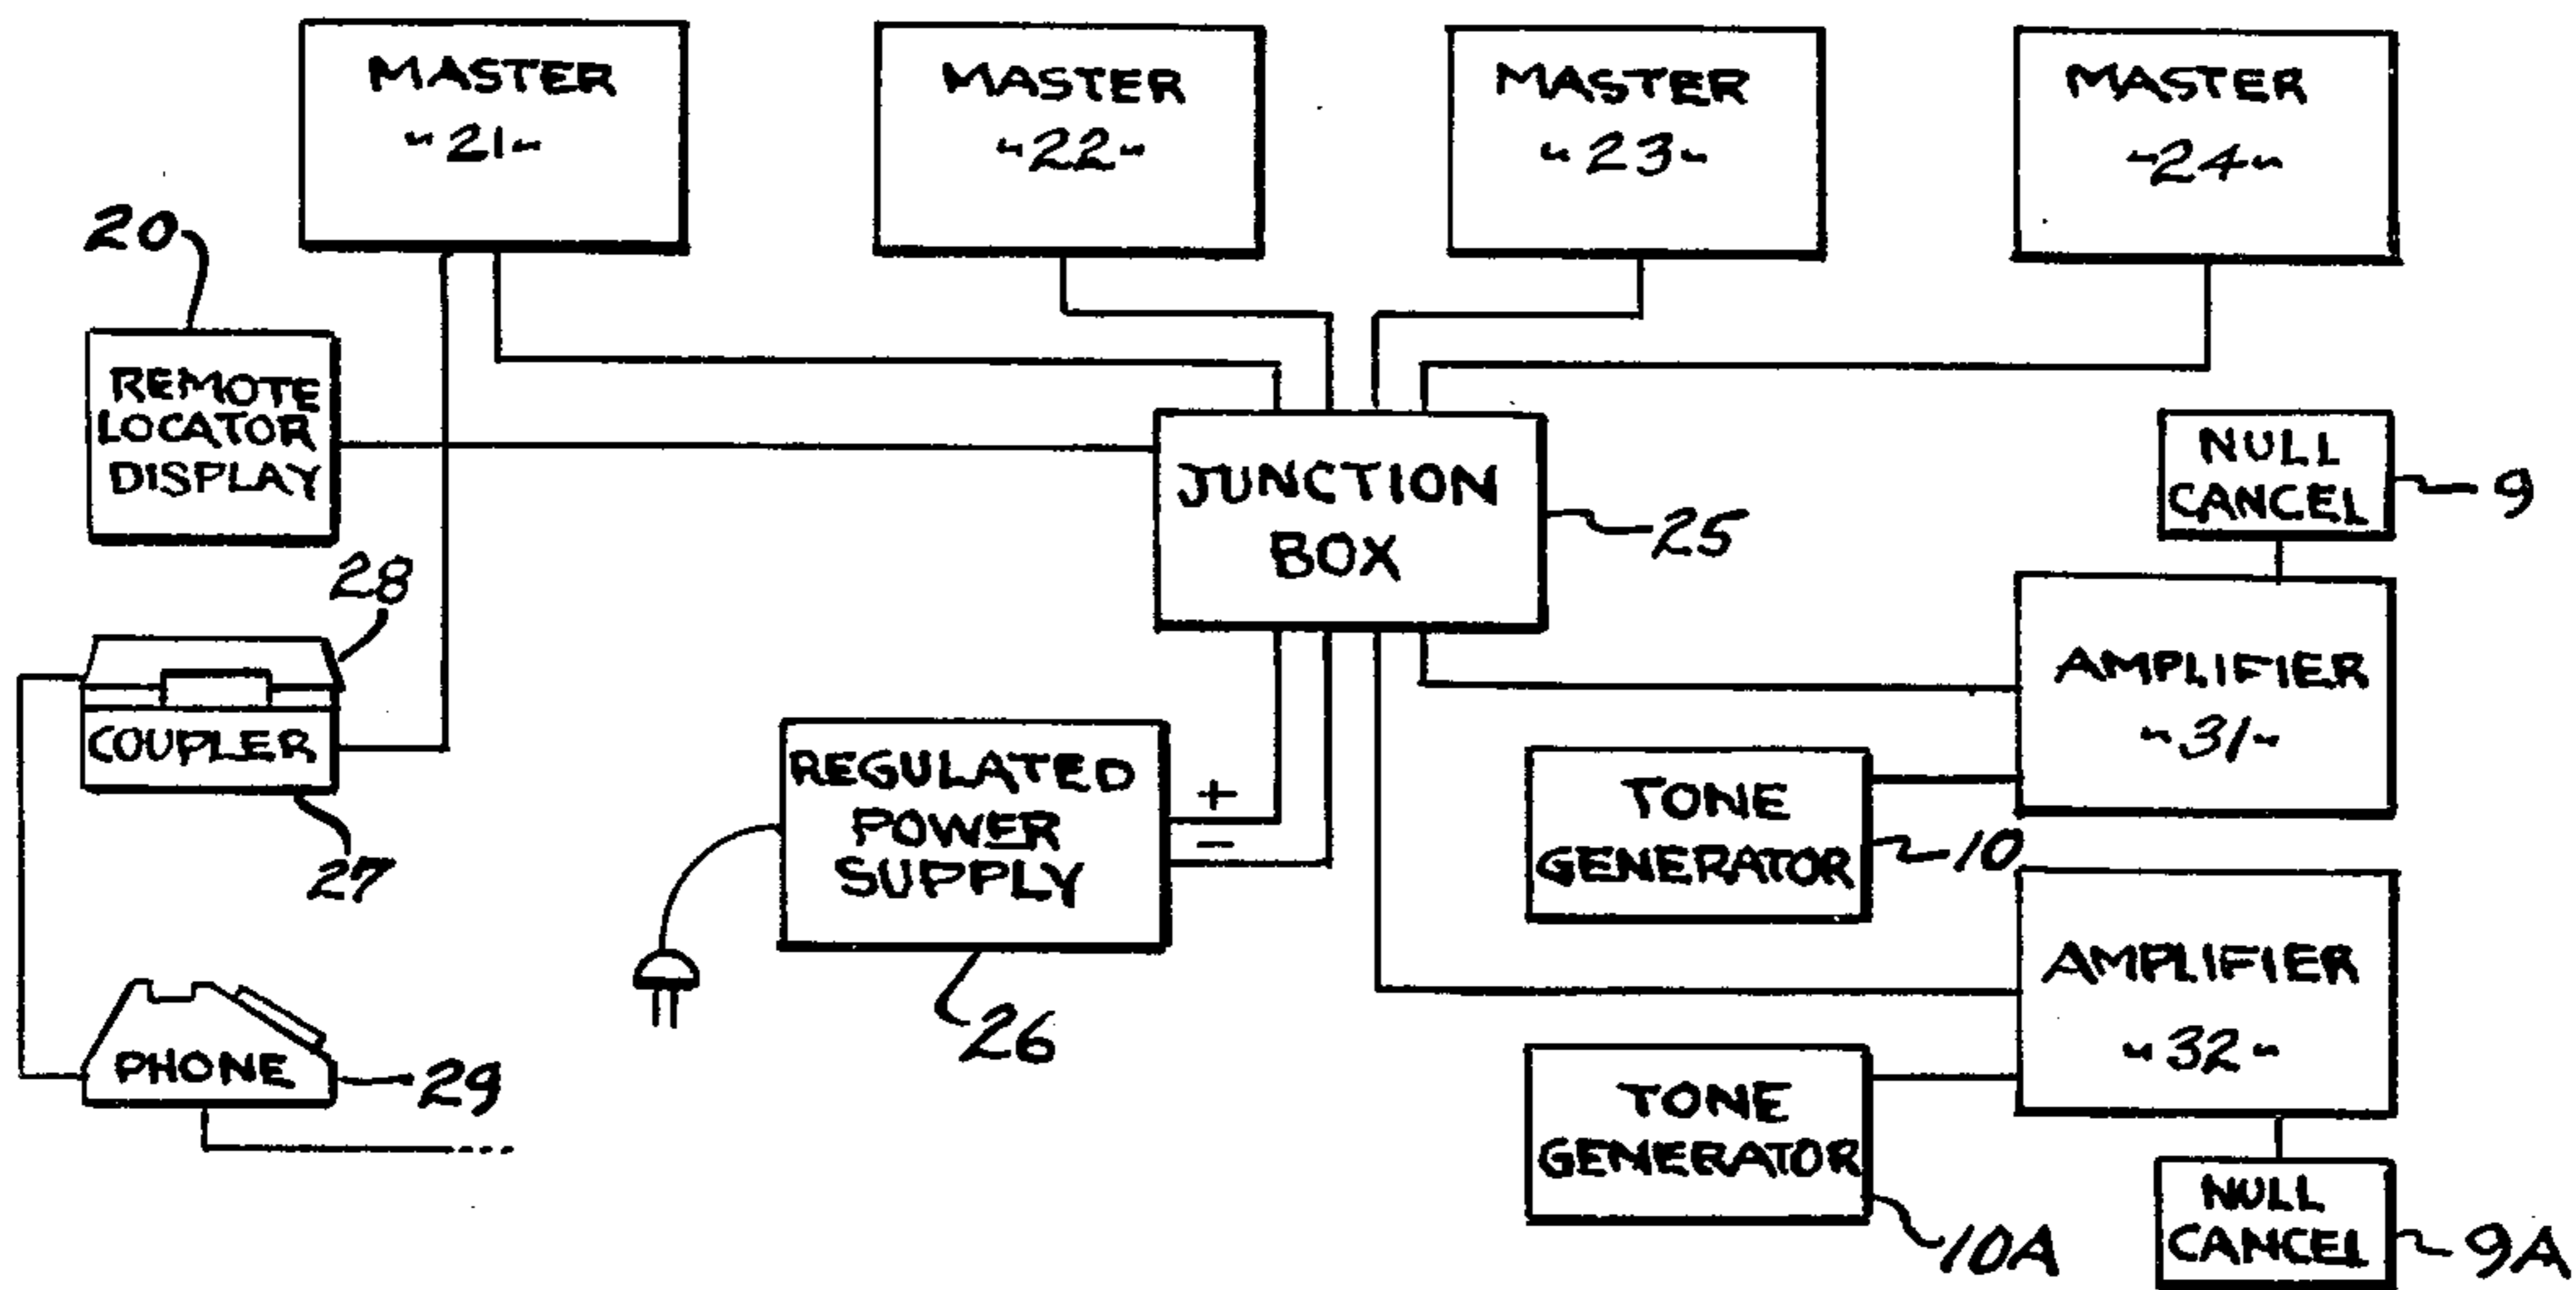 MASTER
~21~
MASTER
~22~
MASTER
~23~
MASTER
~24~
20
REMOTE
LOCATOR
DISPLAY
JUNCTION
BOX
25
NULL
CANCEL
9
28
COUPLER
27
REGULATED
POWER
SUPPLY
+
-
26
AMPLIFIER
~31~
TONE
GENERATOR
10
AMPLIFIER
~32~
PHONE
29
TONE
GENERATOR
10A
NULL
CANCEL
9A